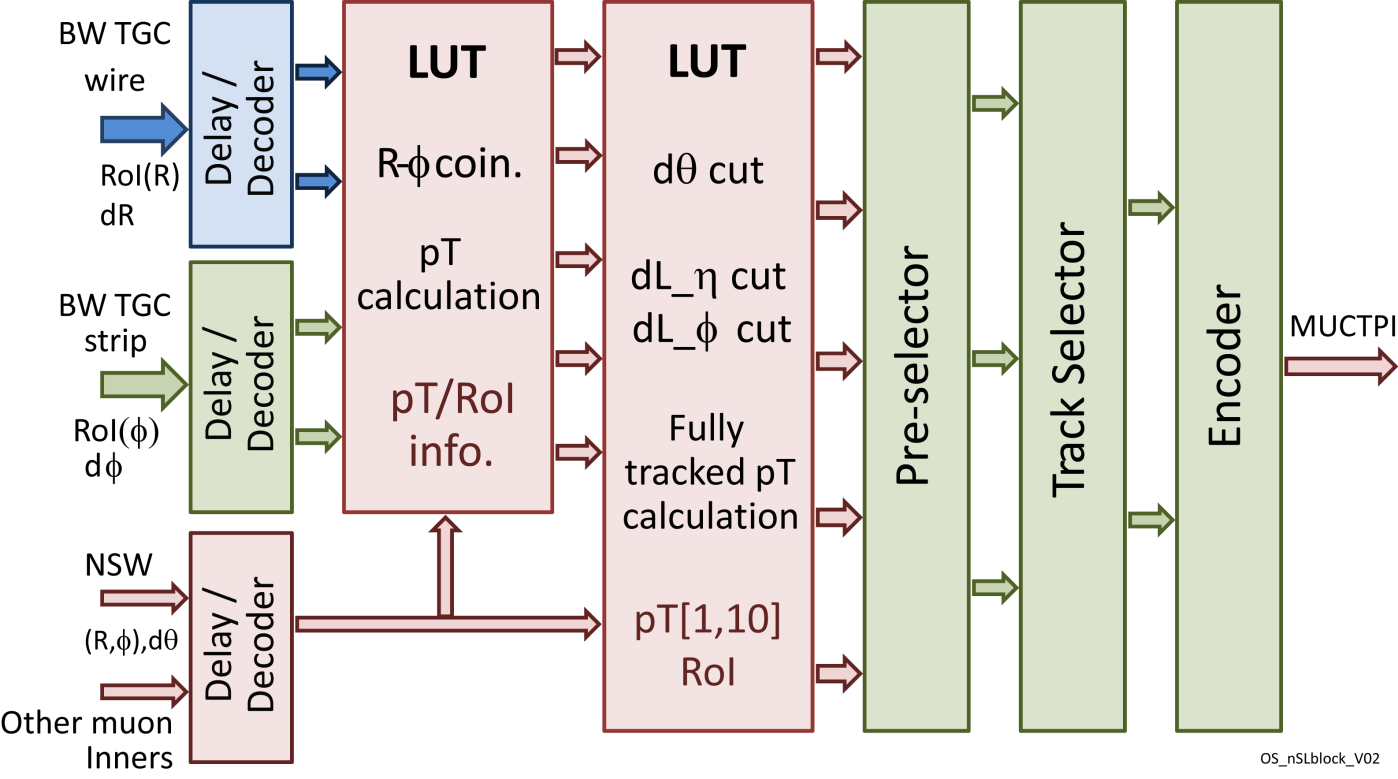 BW TGC
wire
RoI(R)
dR
Delay /
Decoder
BW TGC
strip
RoI(ϕ)
dϕ
Delay /
Decoder
NSW
(R,ϕ),dθ
Other muon
Inners
Delay /
Decoder
LUT
R-ϕ coin.
pT
calculation
pT/RoI
info.
LUT
dθ cut
dL_η cut
dL_ϕ cut
Fully
tracked pT
calculation
pT[1,10]
RoI
Pre-selector
Track Selector
Encoder
MUCTPI
OS_nSLblock_V02